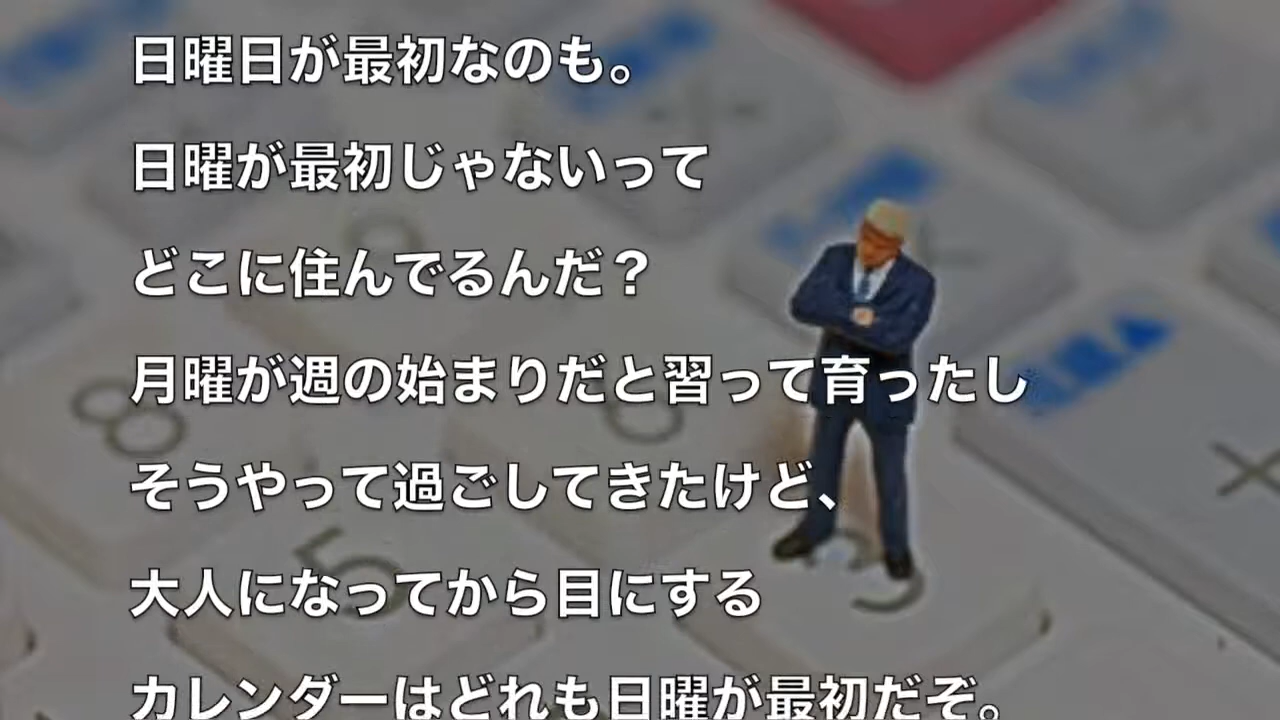 日曜日が最初なのも。
日曜が最初じゃないって
どこに住んでるんだ？
月曜が週の始まりだと習って育ったし
そうやって過ごしてきたけど、
大人になってから目にする
カレンダーはどれも日曜が最初だぞ。